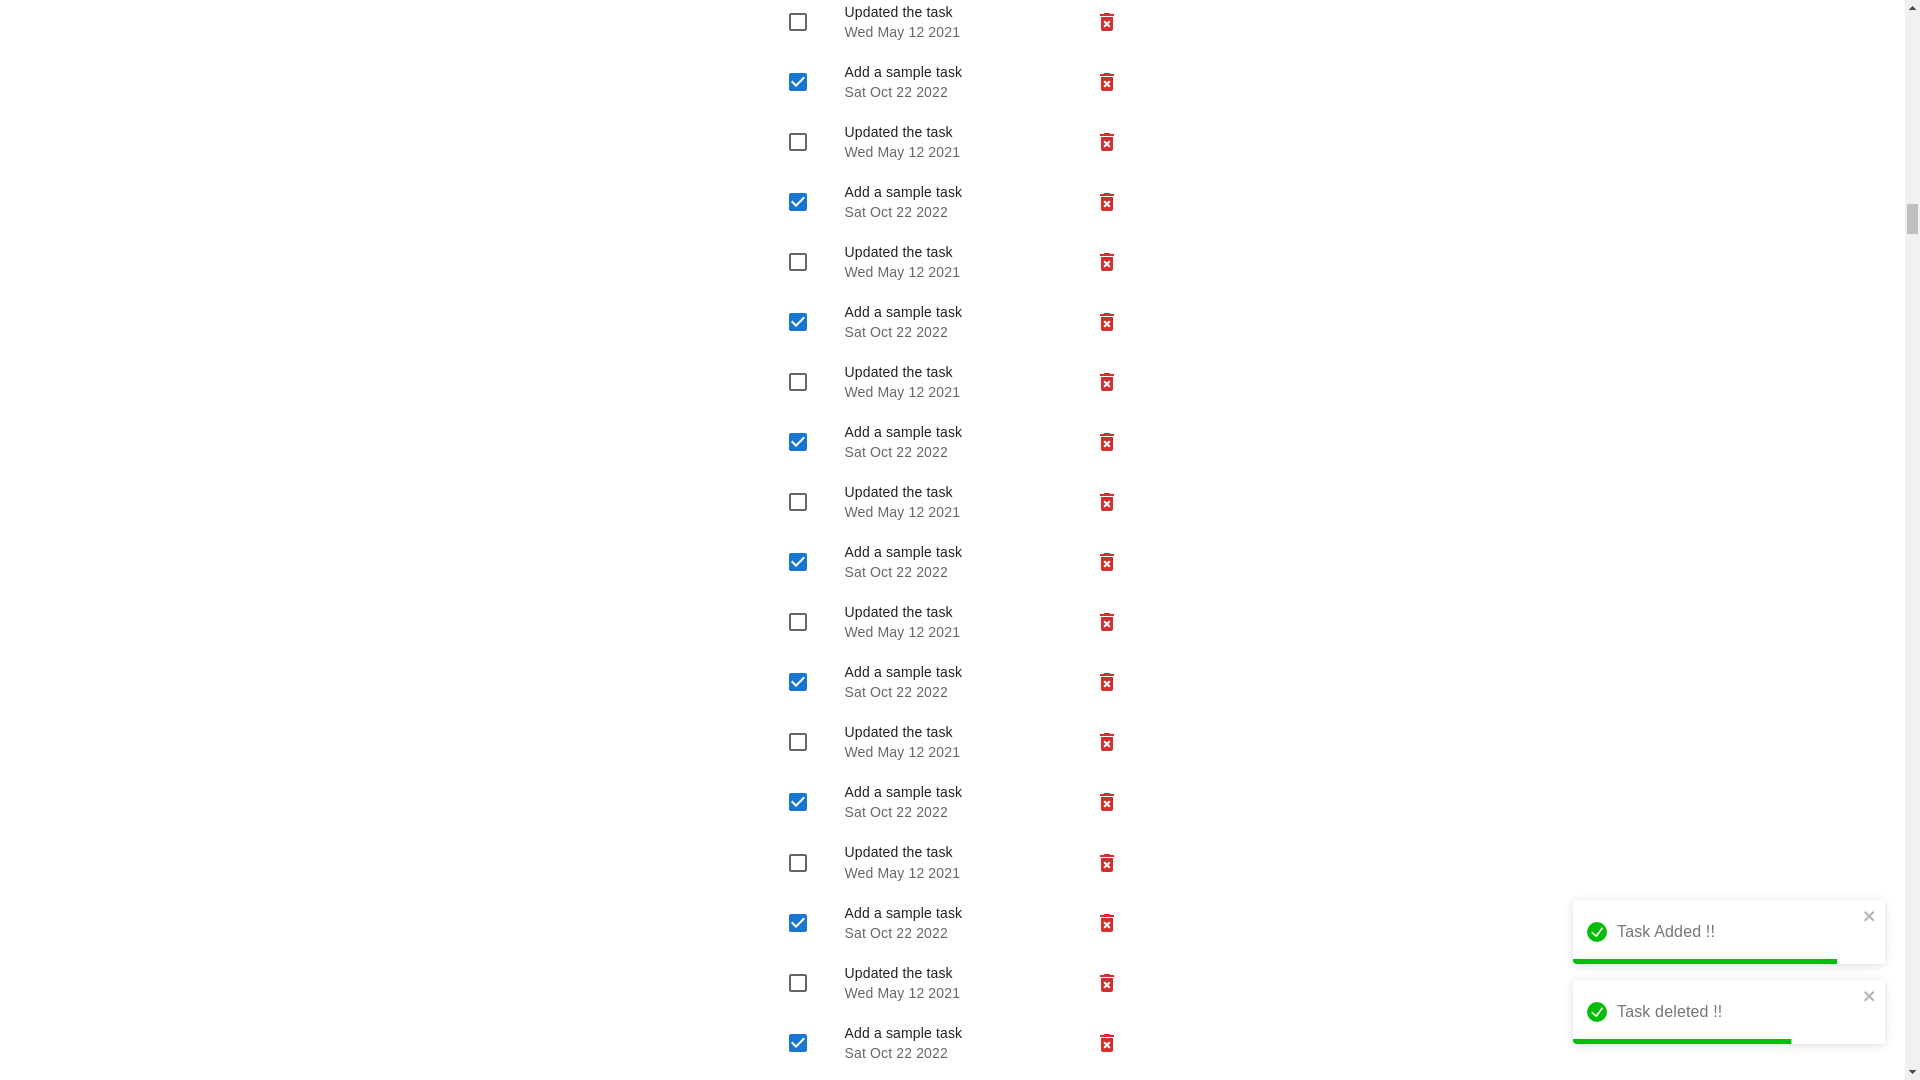 Updated the task
Wed May 12 2021
Add a sample task
Sat Oct 22 2022
Updated the task
Wed May 12 2021
Add a sample task
Sat Oct 22 2022
Updated the task
Wed May 12 2021
Add a sample task
Sat Oct 22 2022
Updated the task
Wed May 12 2021
Add a sample task
Sat Oct 22 2022
Updated the task
Wed May 12 2021
Add a sample task
Sat Oct 22 2022
Updated the task
Wed May 12 2021
Add a sample task
Sat Oct 22 2022
Updated the task
Wed May 12 2021
Add a sample task
Sat Oct 22 2022
Updated the task
Wed May 12 2021
Add a sample task
Sat Oct 22 2022
Updated the task
Wed May 12 2021
Add a sample task
Sat Oct 22 2022
Task Added !!
Task deleted !!